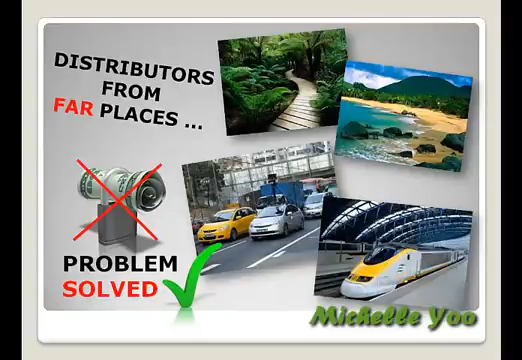 DISTRIBUTORS
FROM
FAR PLACES ...
PROBLEM
SOLVED
Michelle Yoo